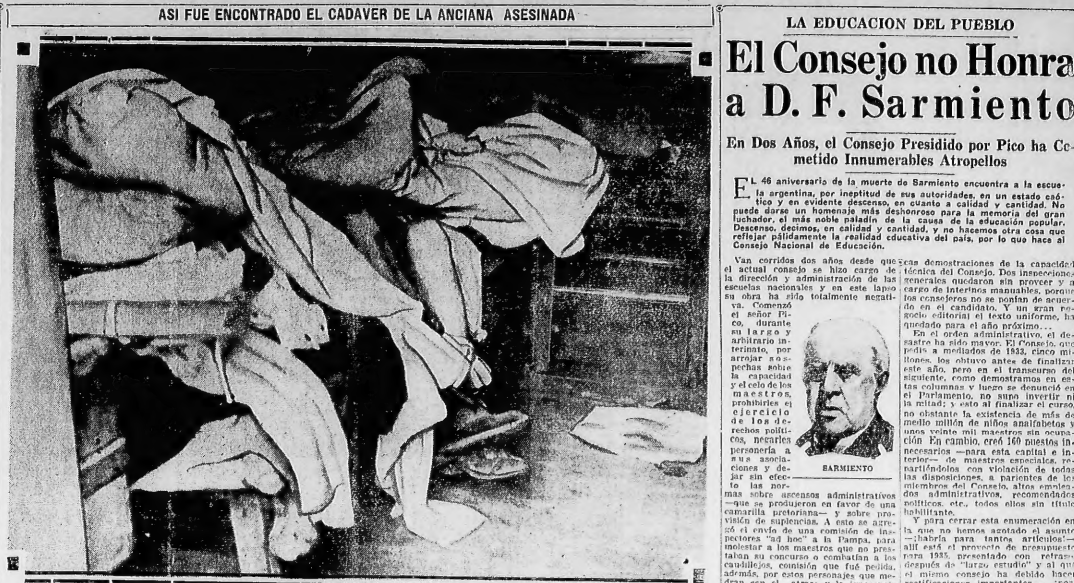 ASI FUE ENCONTRADO EL CADAVER DE LA ANCIANA ASESINADA
LA EDUCACION DEL PUEBLO
El Consejo no Honra
a D. F. Sarmiento
En Dos Años, el Consejo Presidido por Pico ha Co-
metido Innumerables Atropellos
EL 46 aniversario de la muerte de Sarmiento encuentra a la escue-
la argentina, por ineptitud de sus autoridades, en un estado caó-
tico y en evidente descenso, en cuanto a calidad y cantidad. No
puede darse un homenaje más deshonroso para la memoria del gran
luchador, el más noble paladín de la causa de la educación popular.
Descenso, decimos, en calidad y cantidad, y no hacemos otra cosa que
reflejar pálidamente la realidad educativa del país, por lo que hace al
Consejo Nacional de Educación.
Van corridos dos años desde que
el actual consejo se hizo cargo de
la dirección y administración de las
escuelas nacionales y en este lapso
su obra ha sido totalmente negati-
va. Comenzó
el señor Pi-
co, durante
su largo y
arbitrario in-
terinato, por
arrojar sos-
pechas sobre
la capacidad
y el celo de los
maestros,
prohibirles el
ejercicio
de los de-
rechos políti-
cos, negarles
personería a
sus asocia-
ciones y de-
jar sin efec-
to las nor-
mas sobre ascensos administrativos
—que se produjeron en favor de una
camarilla pretoriana— y sobre pro-
visión de suplencias. A esto se agre-
gó el envío de una comisión de ins-
pectores "ad hoc" a la Pampa, para
molestar a los maestros que no pres-
taban su concurso o combatían a los
caudillejos, comisión que fué pedida,
además, por estos personajes que me-
SARMIENTO
cas demostraciones de la capacidad
técnica del Consejo. Dos inspecciones
generales quedaron sin proveer y a
cargo de interinos manuables, porque
los consejeros no se ponían de acuer-
do en el candidato. Y un gran ne-
gocio editorial el texto uniforme, ha
quedado para el año próximo...
En el orden administrativo, el de-
sastre ha sido mayor. El Consejo, que
pedía a mediados de 1933, cinco mi-
llones, los obtuvo antes de finalizar
este año, pero en el transcurso del
siguiente, como demostramos en es-
tas columnas y luego se denunció en
el Parlamento, no supo invertir ni
la mitad; y esto al finalizar el curso,
no obstante la existencia de más de
medio millón de niños analfabetos y
unos veinte mil maestros sin ocupa-
ción En cambio, creó 160 puestos in-
necesarios —para esta capital e in-
terior— de maestros especiales, re-
partiéndolos con violación de todas
las disposiciones, a parientes de los
miembros del Consejo, altos emplea-
dos administrativos, recomendados
políticos, etc., todos ellos sin título
habilitante.
Y para cerrar esta enumeración en
la que no hemos agotado el asunto
—¡habría para tantos artículos!—
allí está el proyecto de presupuesto
para 1935, presentado con retraso
después de "largo estudio" y al que
el mismo consejo ha debido hacer